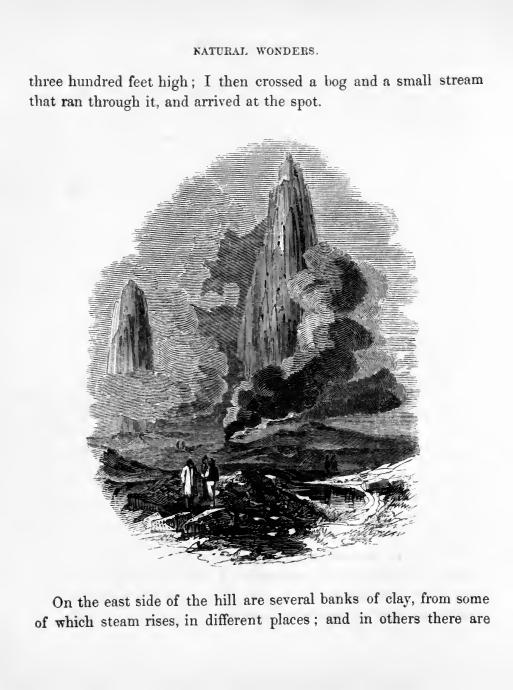 NATURAL WONDERS.
three hundred feet high; I then crossed a bog and a small stream
that ran through it, and arrived at the spot.
On the east side of the hill are several banks of clay, from some
of which steam rises, in different places; and in others there are